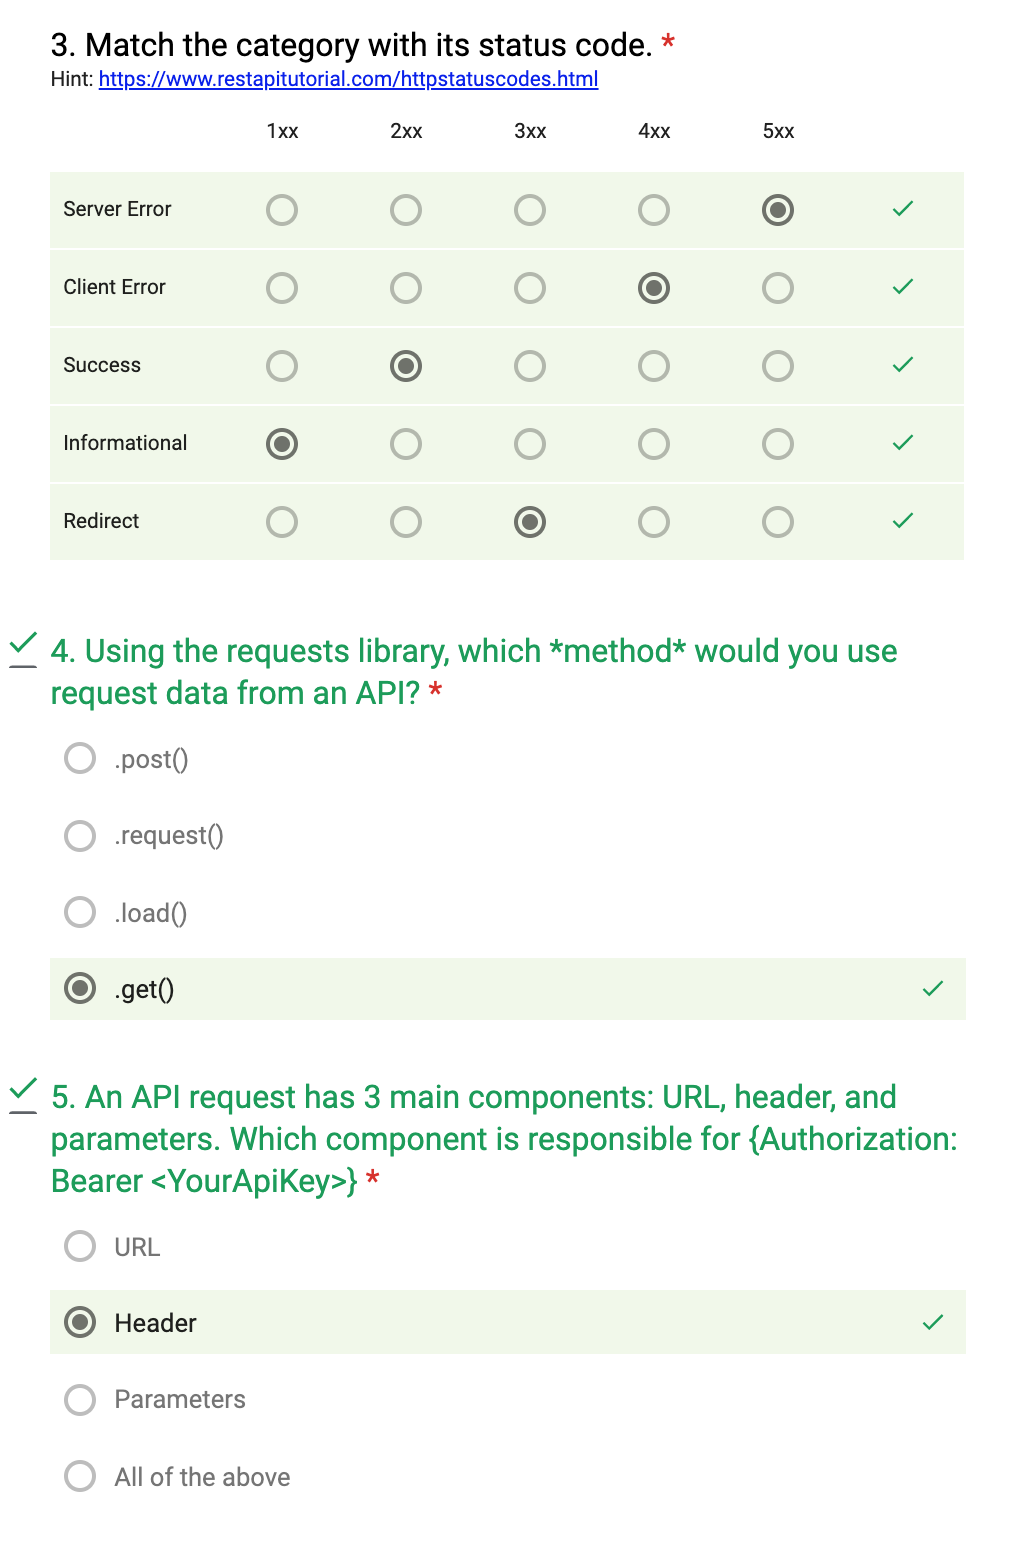 3. Match the category with its status code. *
Hint: https://www.restapitutorial.com/httpstatuscodes.html
1xx 2xx 3xx 4xx 5xx
Server Error
Client Error
Success
Informational
Redirect
4. Using the requests library, which *method* would you use
request data from an API? *
.post()
.request()
.load()
.get()
5. An API request has 3 main components: URL, header, and
parameters. Which component is responsible for {Authorization:
Bearer <YourApiKey>} *
URL
Header
Parameters
All of the above